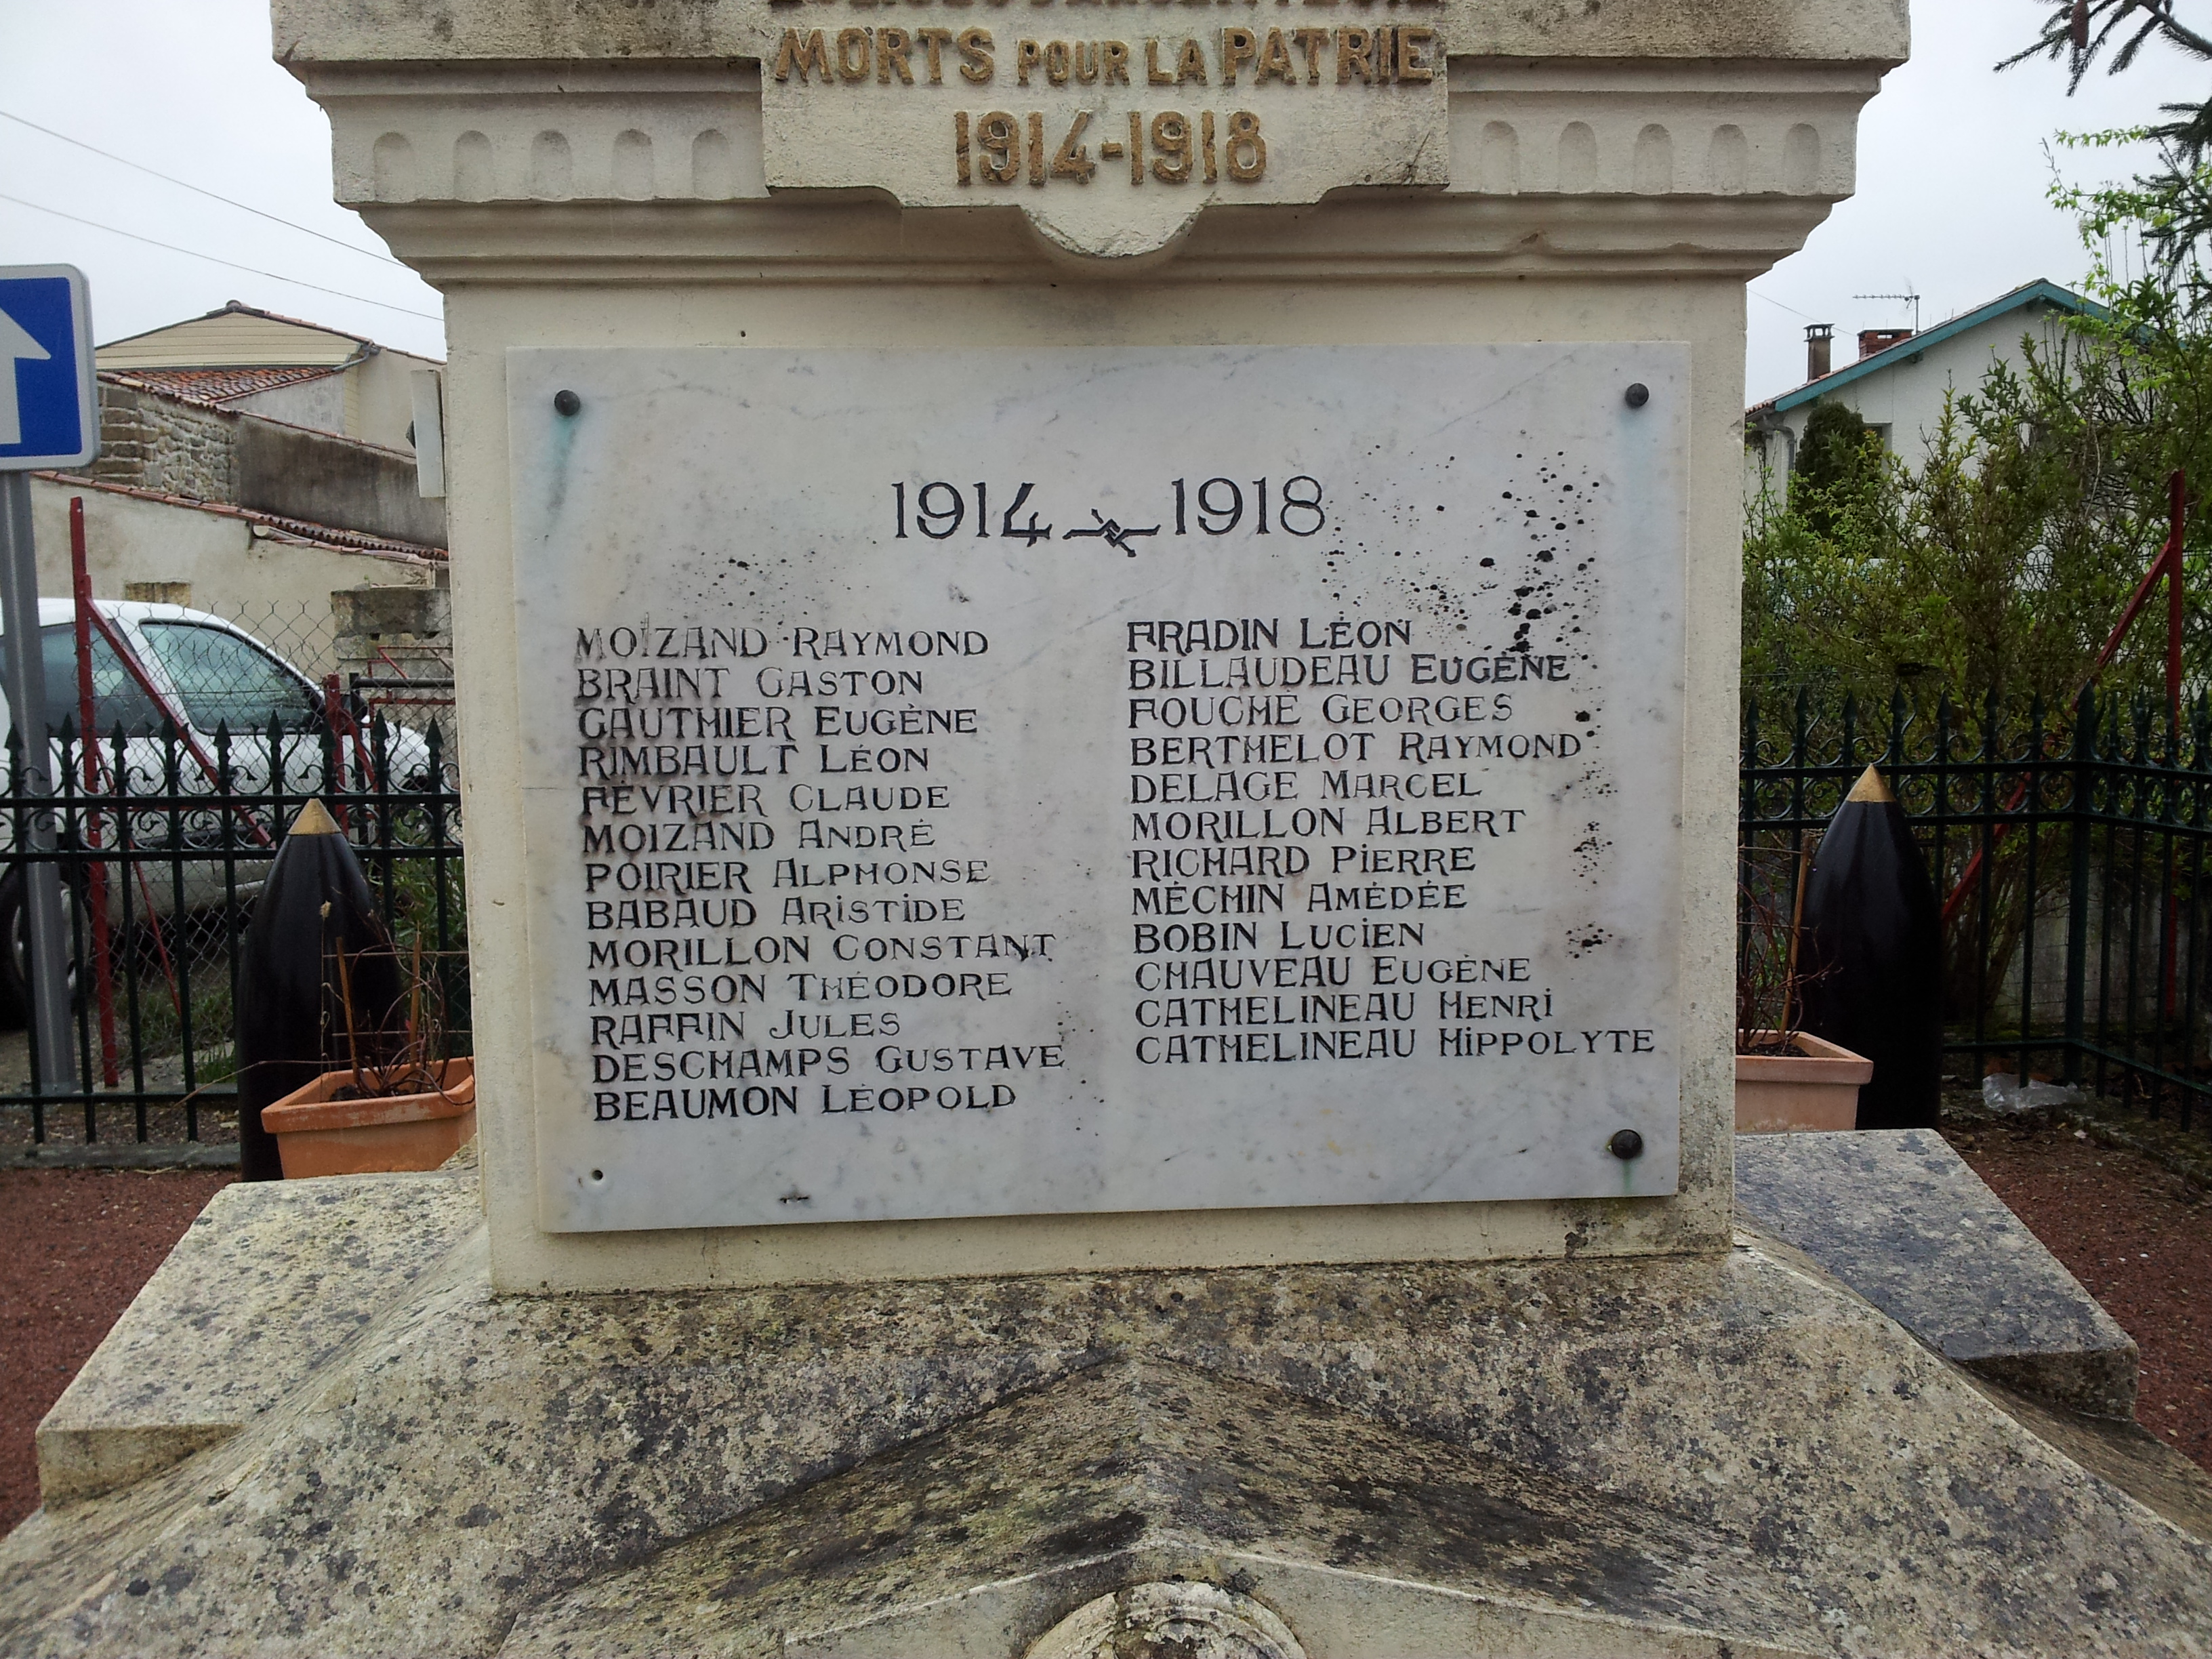 MORTS POUR LA PATRIE
1914-1918
1914 1918
MOIZAND RAYMOND
BRAINT GASTON
GAUTHIER EUGÈNE
RIMBAULT LÉON
FÉVRIER CLAUDE
MOIZAND ANDRÉ
POIRIER ALPHONSE
BABAUD ARISTIDE
MORILLON CONSTANT
MASSON THÉODORE
RAFFIN JULES
DESCHAMPS GUSTAVE
BEAUMON LÉOPOLD
FRADIN LÉON
BILLAUDEAU EUGÈNE
FOUCHÉ GEORGES
BERTHELOT RAYMOND
DELAGE MARCEL
MORILLON ALBERT
RICHARD PIERRE
MÉCHIN AMÉDÉE
BOBIN LUCIEN
CHAUVEAU EUGÈNE
CATHELINEAU HENRI
CATHELINEAU HIPPOLYTE